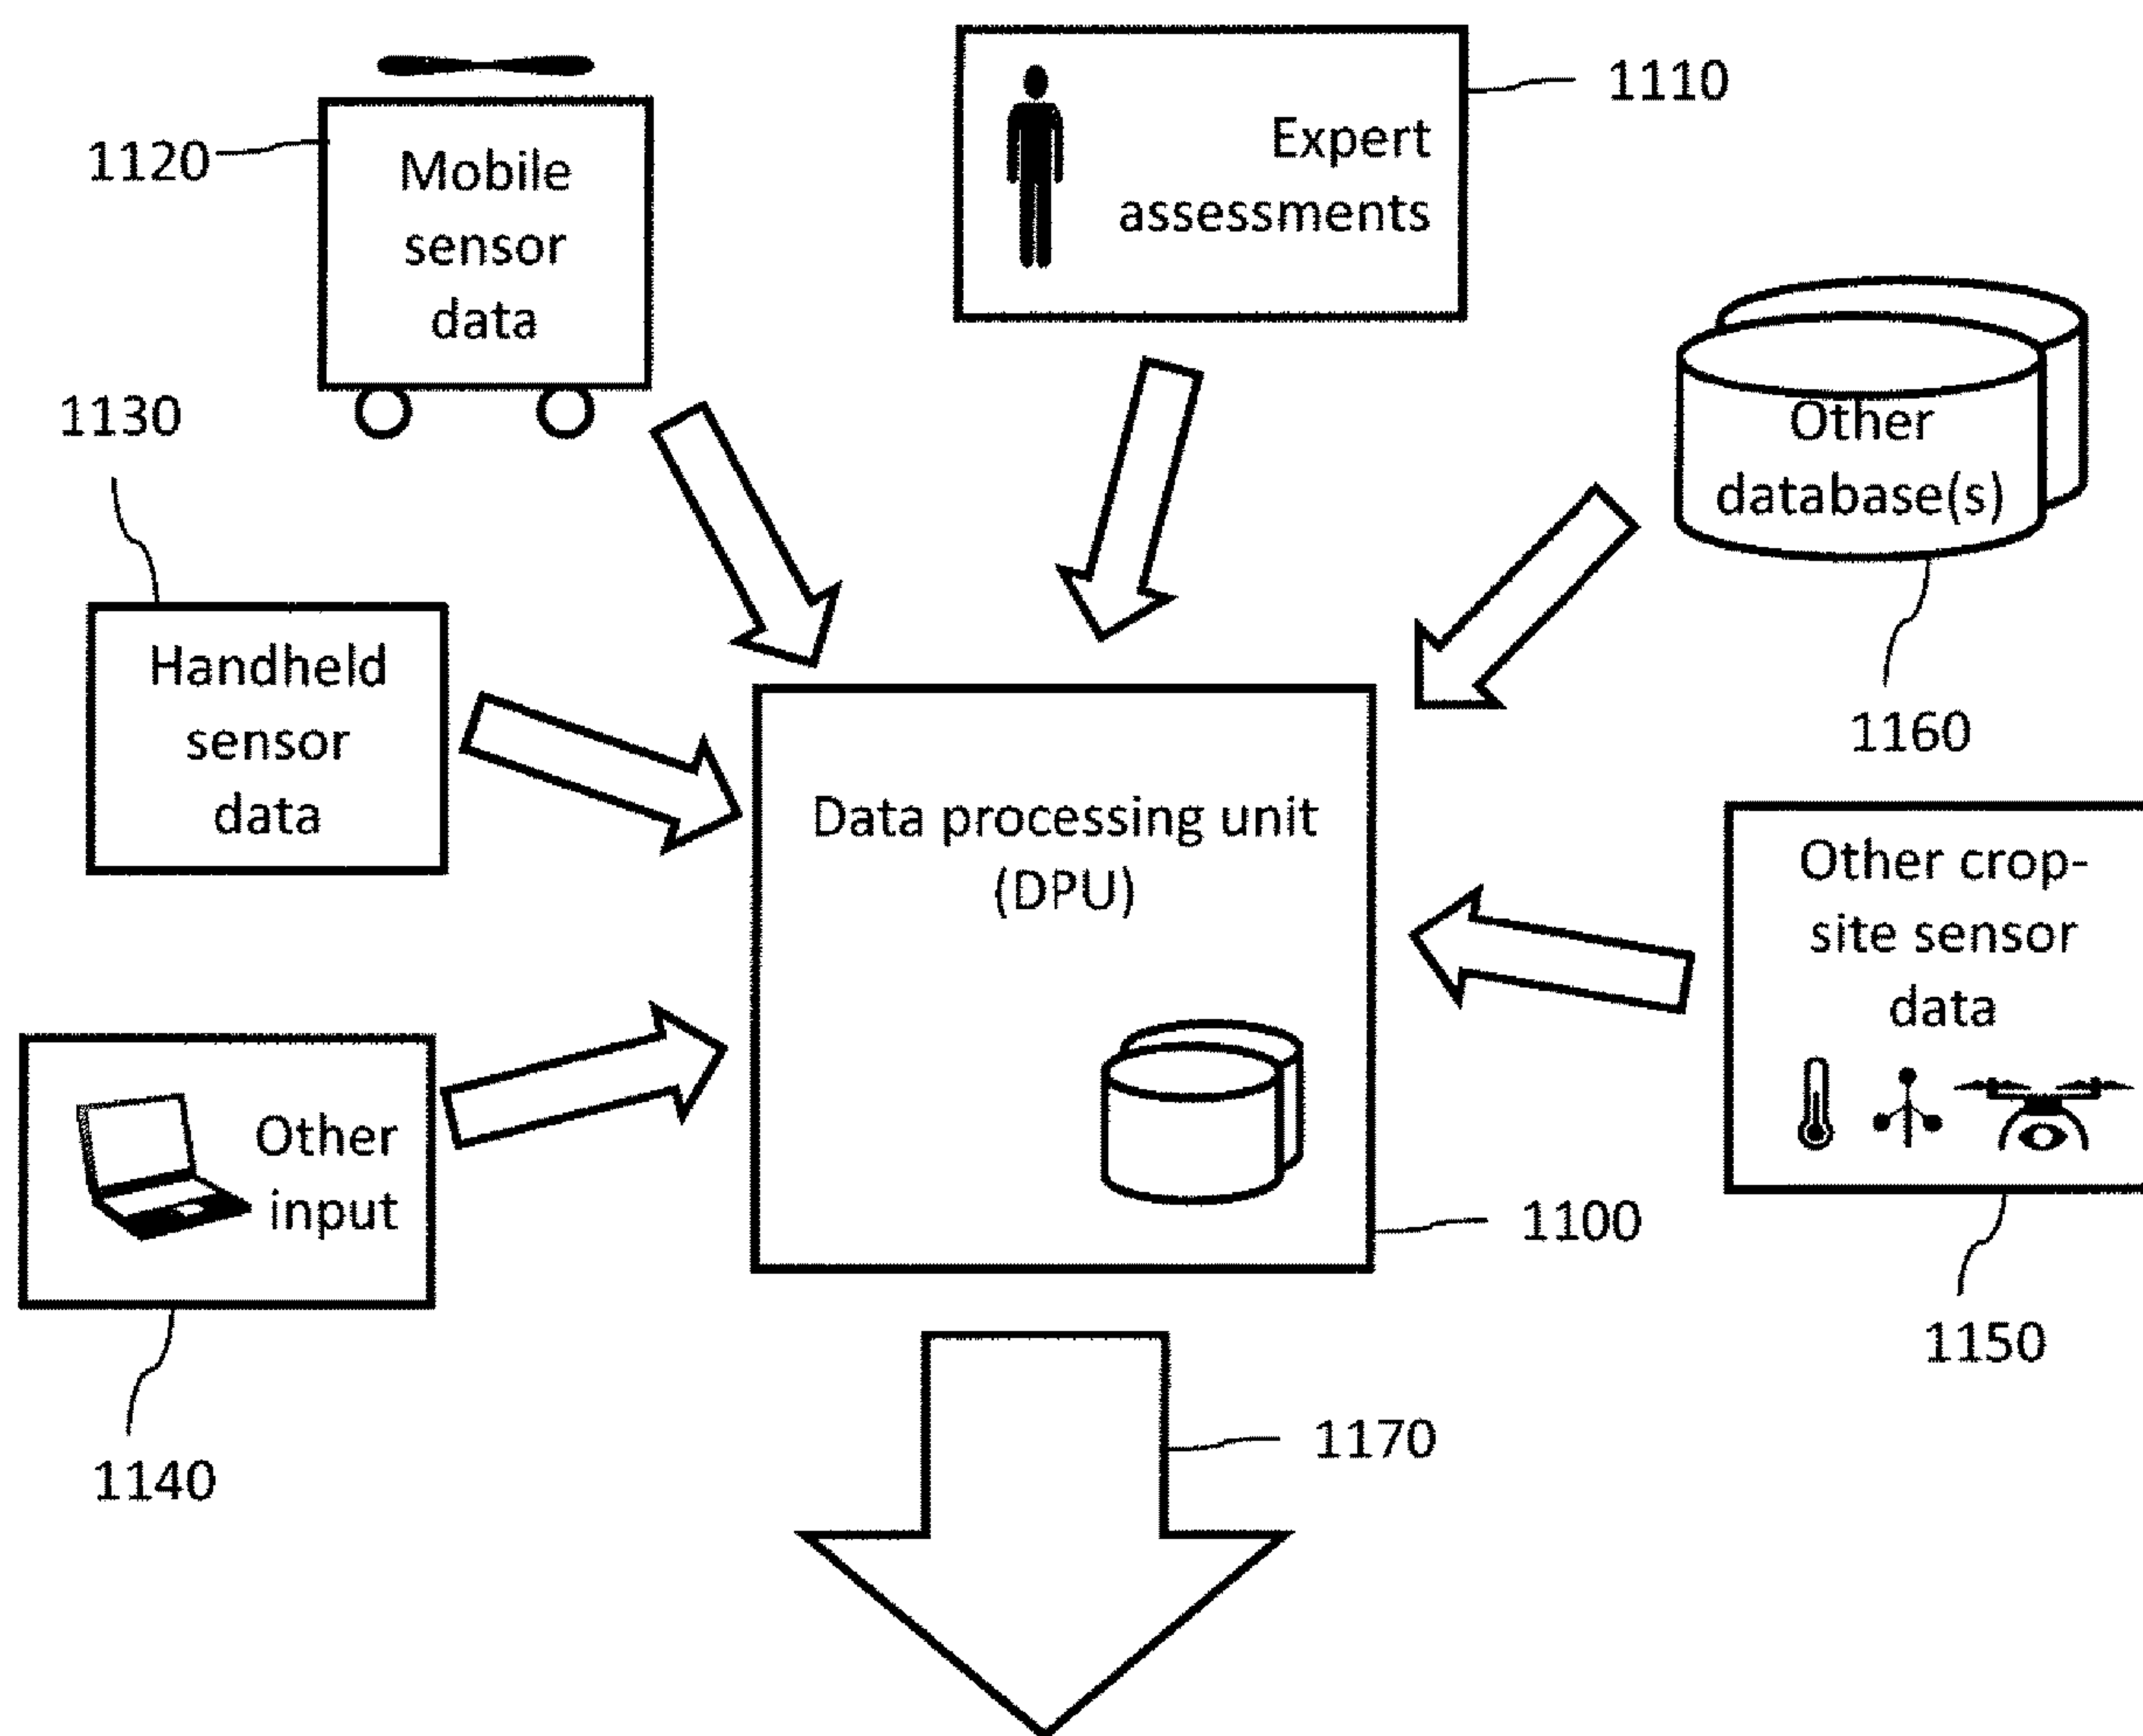 1110
Expert
assessments
1120
Mobile
sensor
data
1130
Handheld
sensor
data
Other
database(s)
1160
Data processing unit
(DPU)
Other crop-
site sensor
data
1150
Other
input
1140
1100
1170